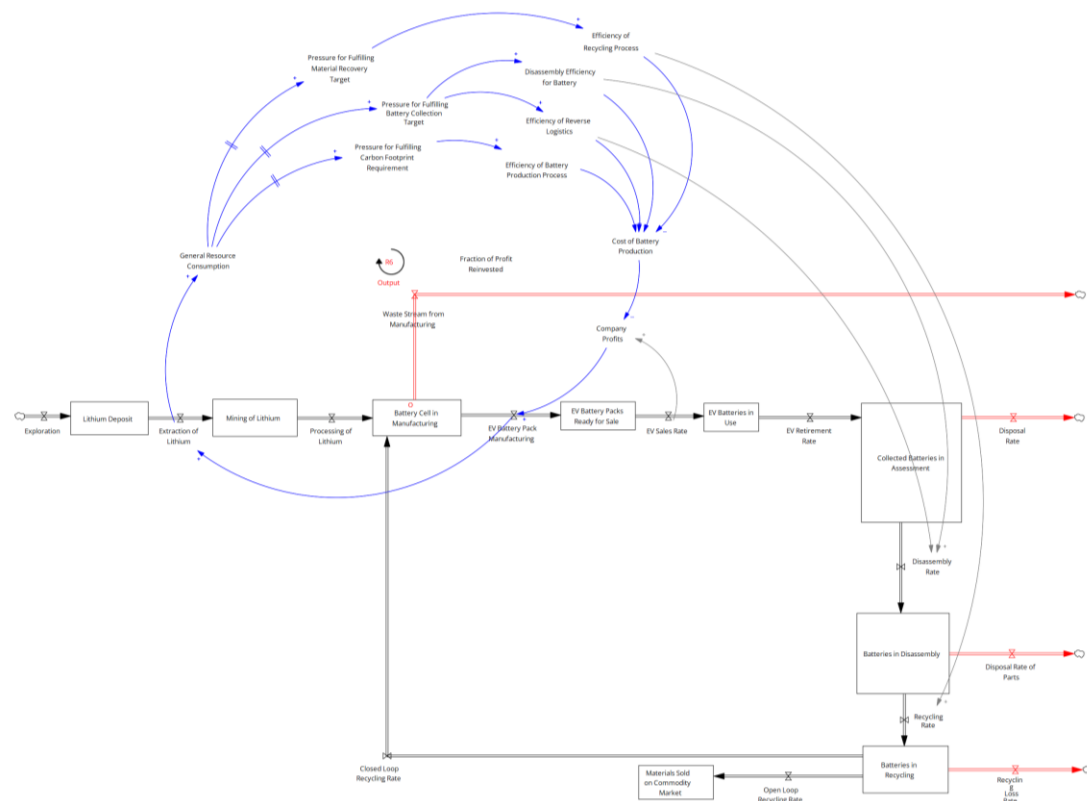 Efficiency of
Recycling Process
Pressure for Fulfilling
Material Recovery
Target
Disassembly Efficiency
for Battery
Pressure for Fulfilling
Battery Collection
Target
Efficiency of Reverse
Logistics
Pressure for Fulfilling
Carbon Footprint
Requirement
Efficiency of Battery
Production Process
Cost of Battery
Production
General Resource
Consumption
R6
Output
Fraction of Profit
Reinvested
Waste Stream from
Manufacturing
Company
Profits
Lithium Deposit
Mining of Lithium
Battery Cell in
Manufacturing
EV Battery Packs
Ready for Sale
EV Batteries in
Use
Exploration
Extraction of
Lithium
Processing of
Lithium
EV Battery Pack
Manufacturing
EV Sales Rate
EV Retirement
Rate
Collected Batteries in
Assessment
Disposal
Rate
Disassembly
Rate
Batteries in Disassembly
Disposal Rate of
Parts
Recycling
Rate
Closed Loop
Recycling Rate
Materials Sold
on Commodity
Market
Open Loop
Recycling Rate
Batteries in
Recycling
Recyclin
g
Loss
Rate